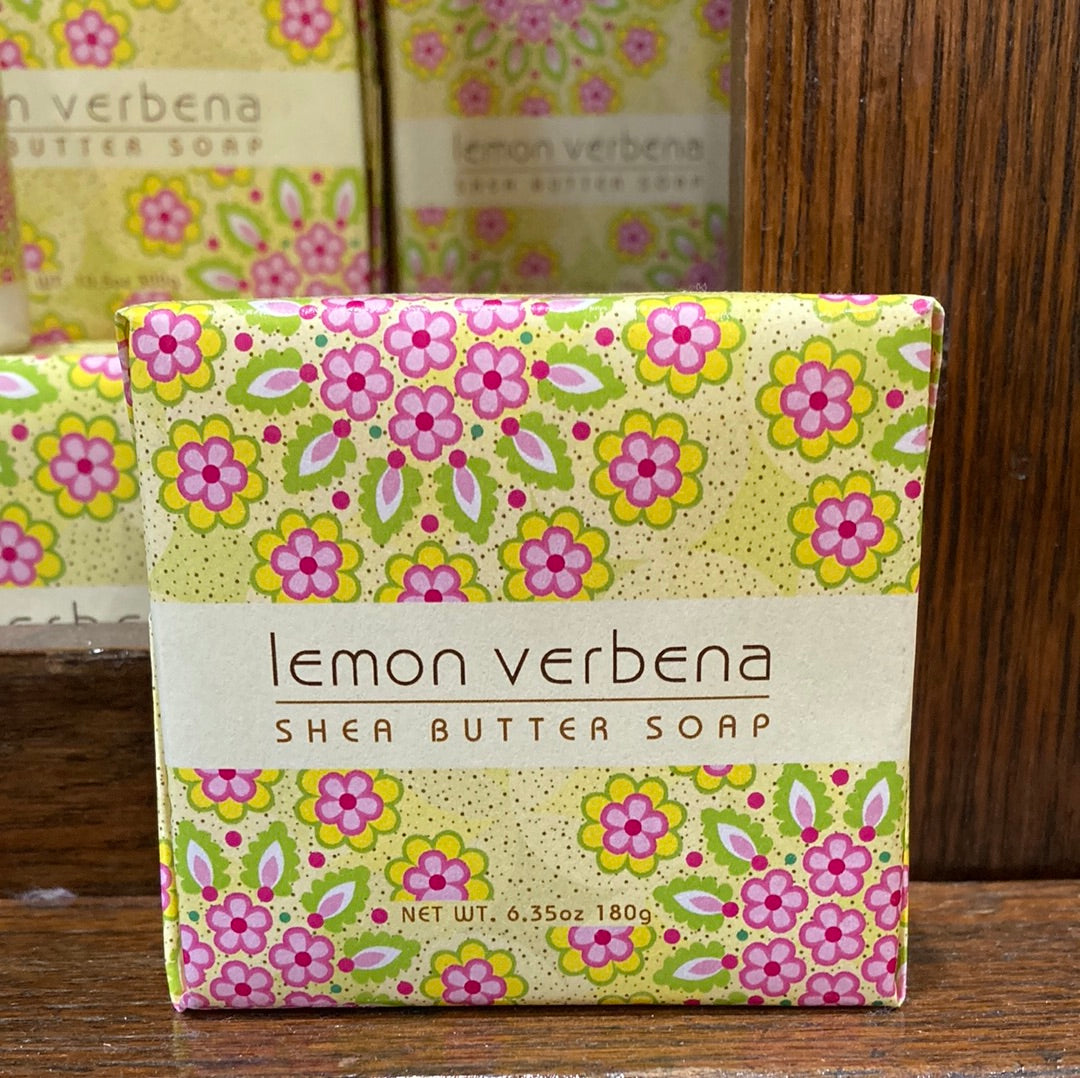 n verbena
BUTTER SOAP
lemon verbena
SHEA BUTTER SOAP
lemon verbena
SHEA BUTTER SOAP
NET WT. 6.35oz 180g